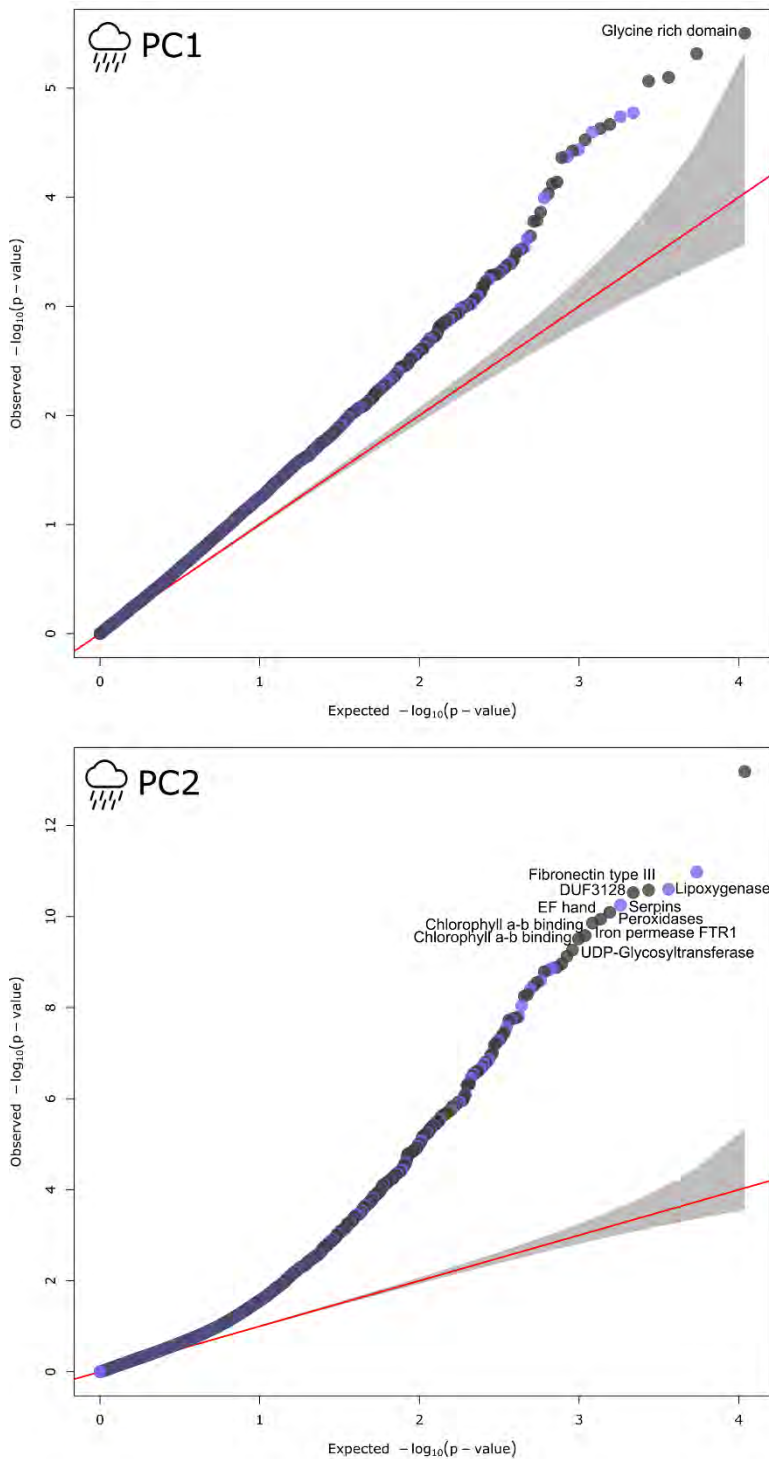 PC1
Glycine rich domain
5
4
3
2
1
0
Observed −log10(p − value)
0 1 2 3 4
Expected −log10(p − value)
PC2
12
10
8
6
4
2
0
Observed −log10(p − value)
Fibronectin type III
DUF3128 Lipoxygenase
EF hand Serpins
Chlorophyll a-b binding Peroxidases
Chlorophyll a-b binding Iron permease FTR1
UDP-Glycosyltransferase
0 1 2 3 4
Expected −log10(p − value)